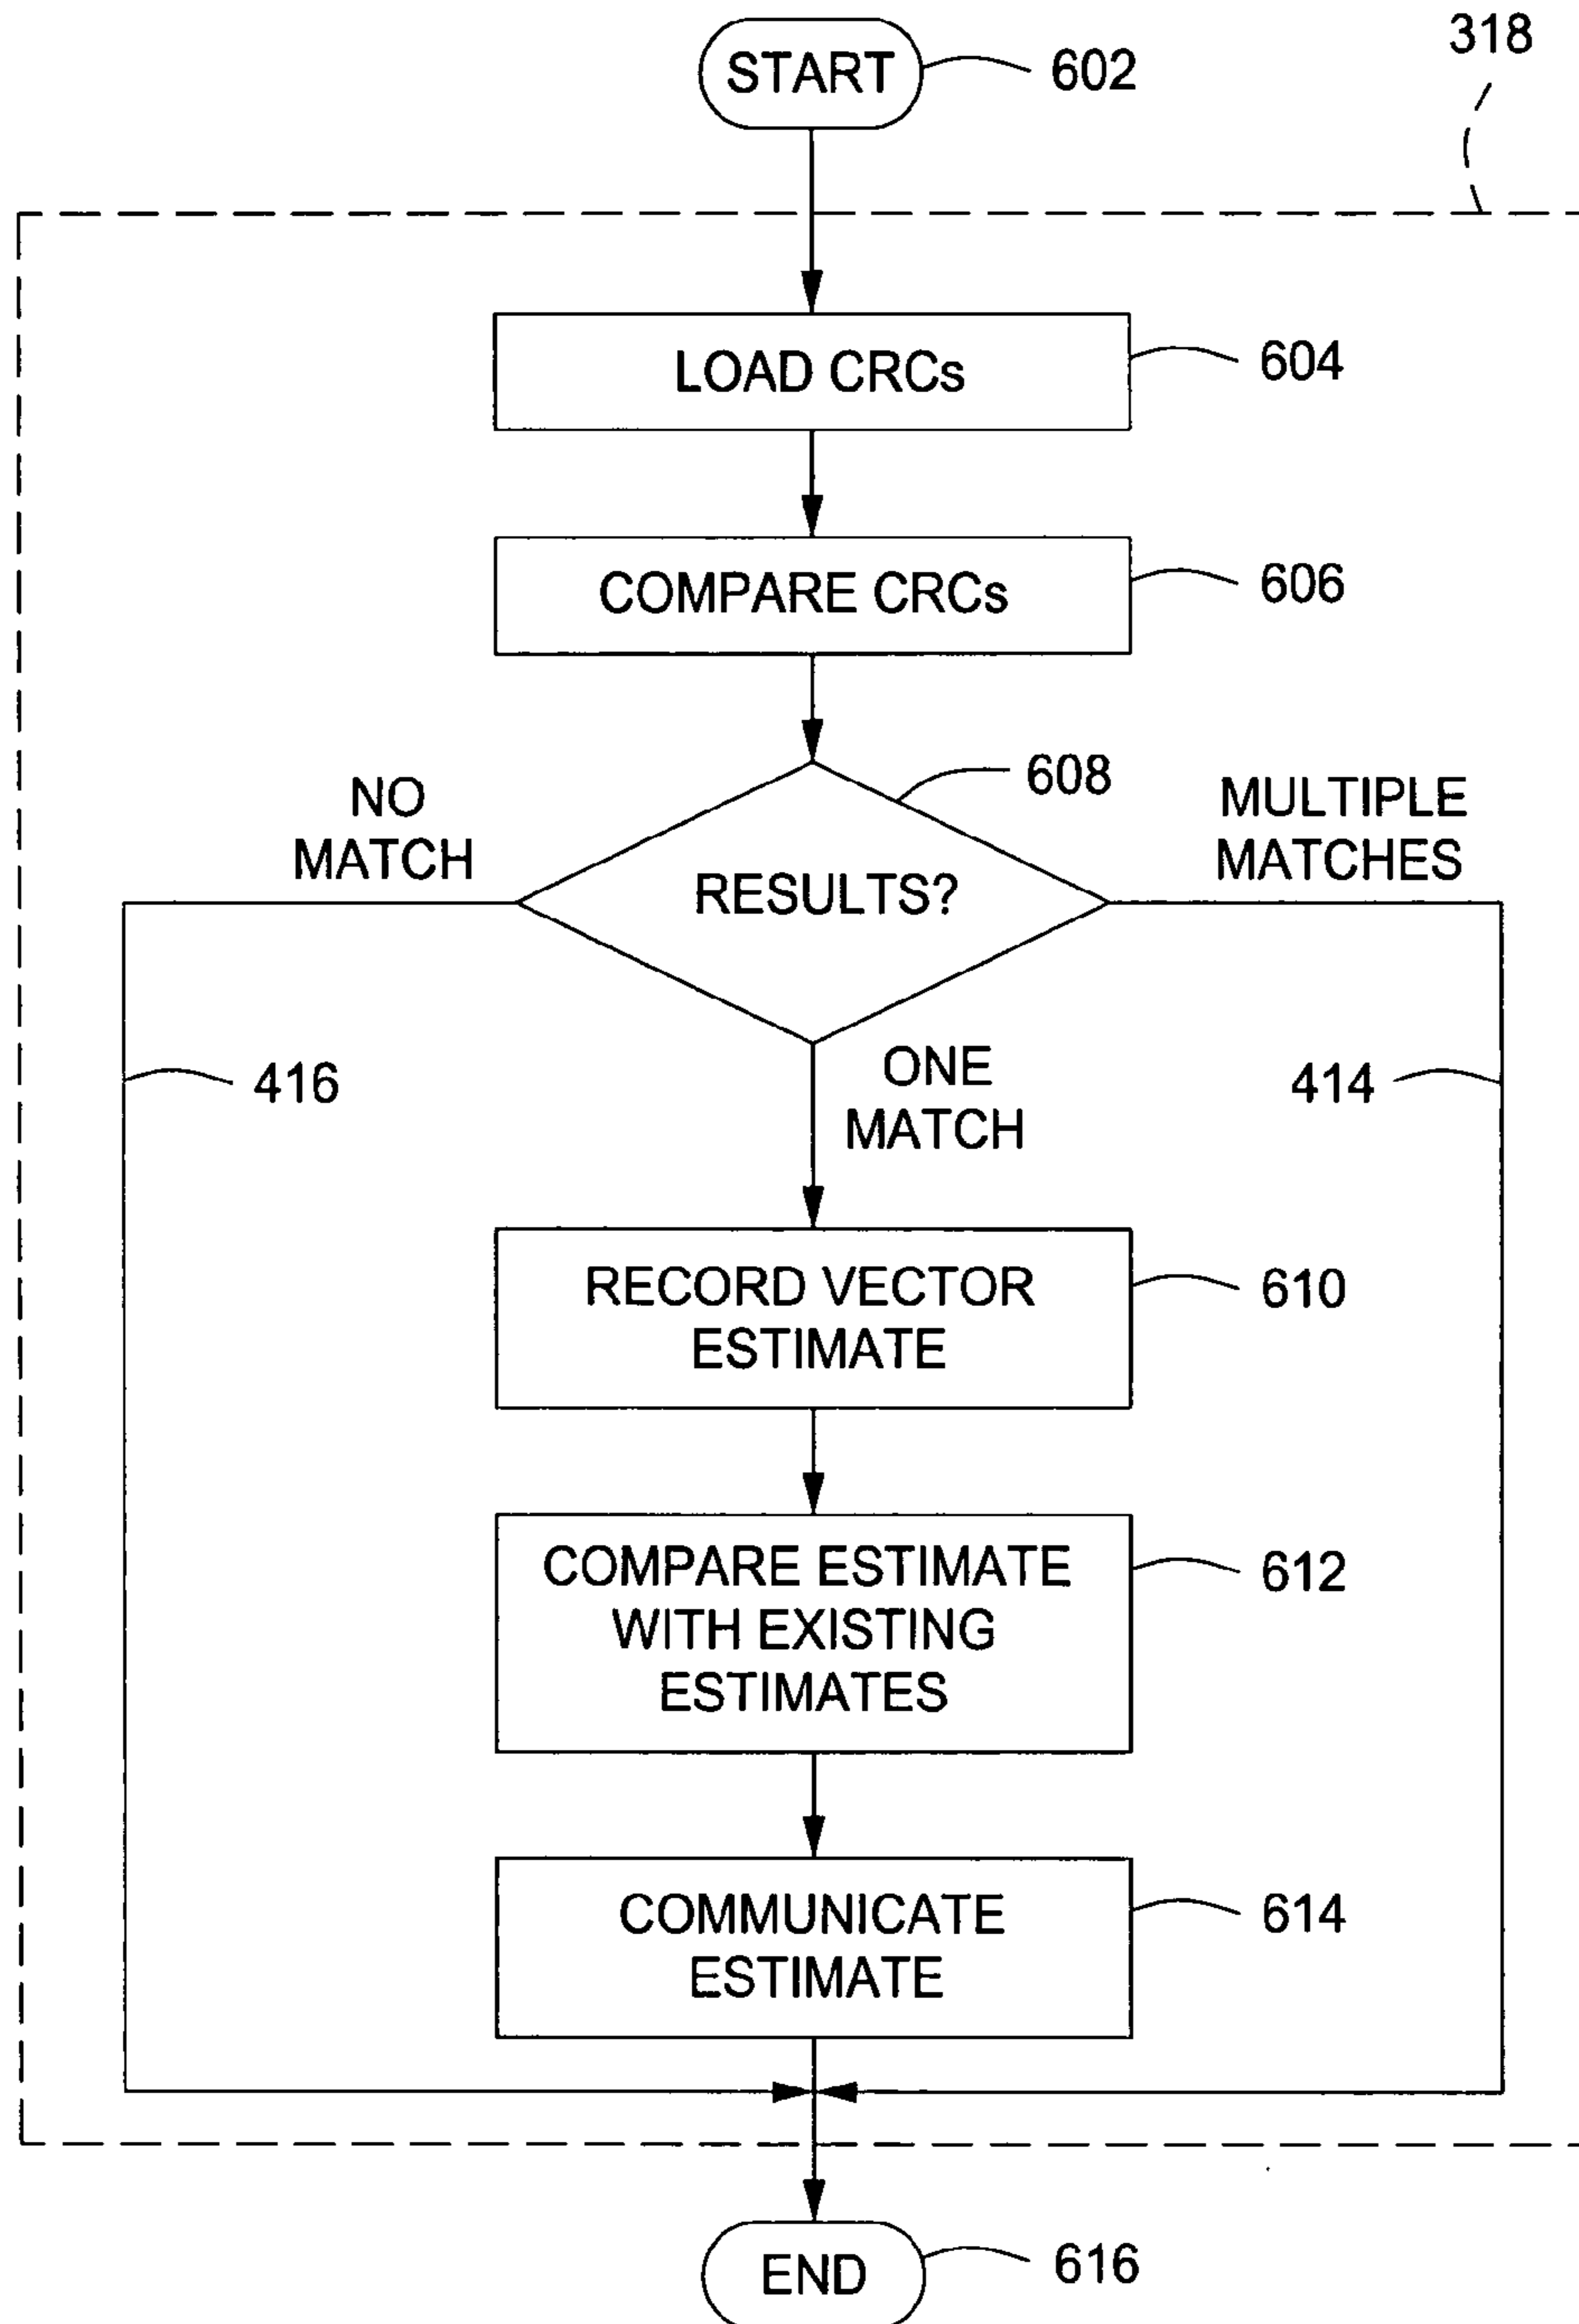 START
602
318
LOAD CRCs
604
COMPARE CRCs
606
608
NO
MATCH
MULTIPLE
MATCHES
RESULTS?
416
ONE
MATCH
414
RECORD VECTOR
ESTIMATE
610
COMPARE ESTIMATE
WITH EXISTING
ESTIMATES
612
COMMUNICATE
ESTIMATE
614
END
616